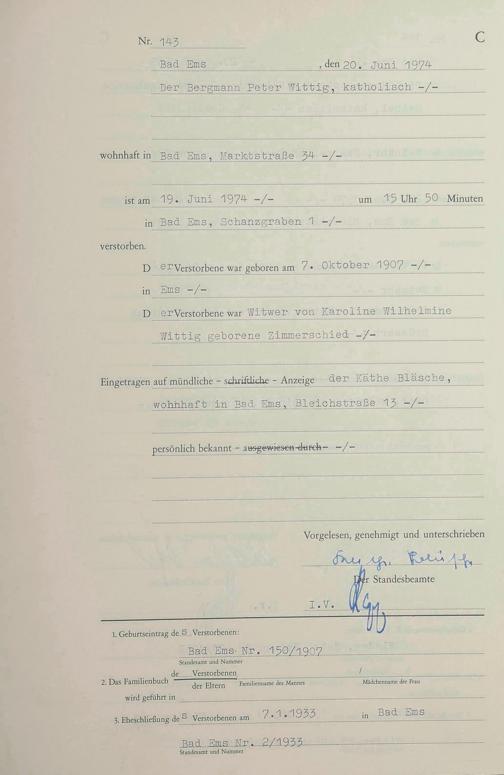 Nr. 143
C
Bad Ems , den 20. Juni 1974
Der Bergmann Peter Wittig, katholisch -/-
wohnhaft in Bad Ems, Marktstraße 34 -/-
ist am 19. Juni 1974 -/- um 15 Uhr 50 Minuten
in Bad Ems, Schanzgraben 1 -/-
verstorben.
D er Verstorbene war geboren am 7. Oktober 1907 -/-
in Ems -/-
D er Verstorbene war Witwer von Karoline Wilhelmine
Wittig geborene Zimmerschied -/-
Eingetragen auf mündliche - schriftliche - Anzeige der Käthe Bläsche,
wohnhaft in Bad Ems, Bleichstraße 13 -/-
persönlich bekannt - ausgewiesen durch - -/-
Vorgelesen, genehmigt und unterschrieben
Der Standesbeamte
I.V.
1. Geburtseintrag des Verstorbenen:
Bad Ems Nr. 150/1907
Standesamt und Nummer
2. Das Familienbuch de Verstorbenen /
der Eltern Familienname des Mannes Mädchenname der Frau
wird geführt in
3. Eheschließung des Verstorbenen am 7.1.1933 in Bad Ems
Bad Ems Nr. 2/1933
Standesamt und Nummer